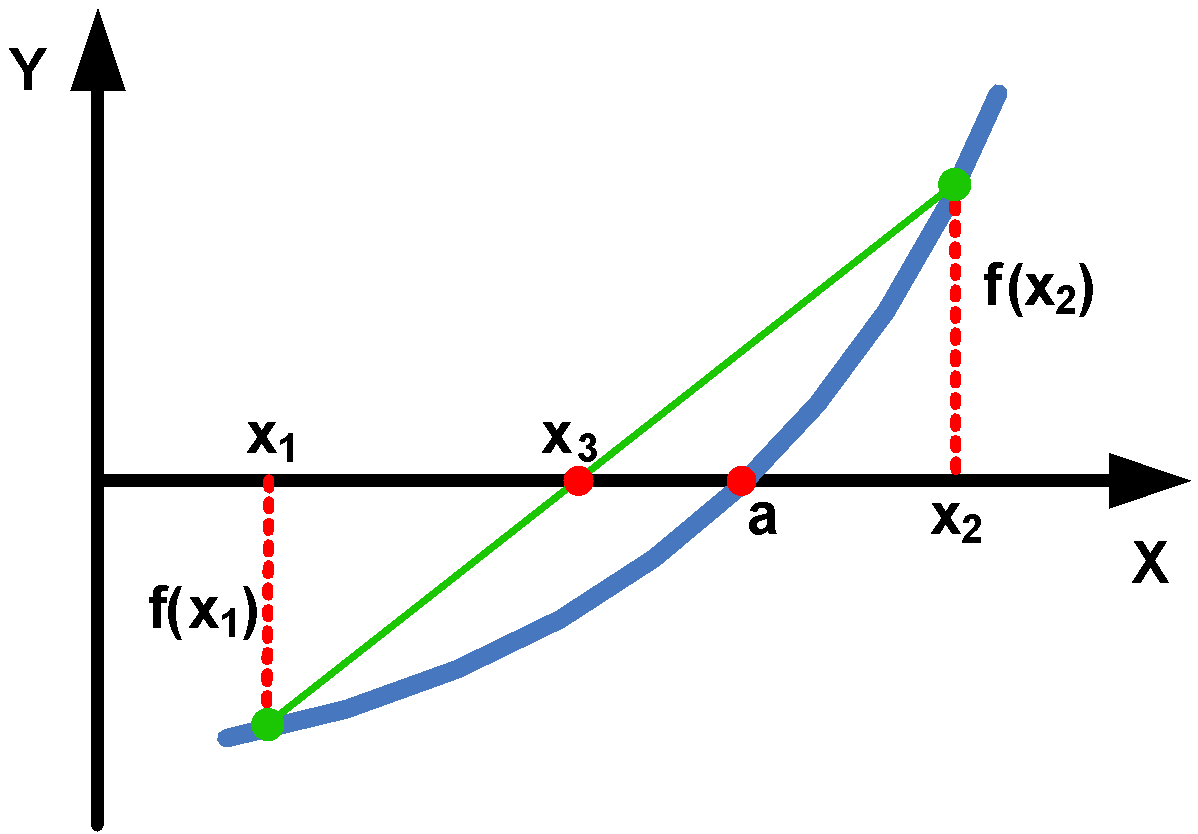 Y
f(x₂)
x₁
x₃
a
x₂
X
f(x₁)